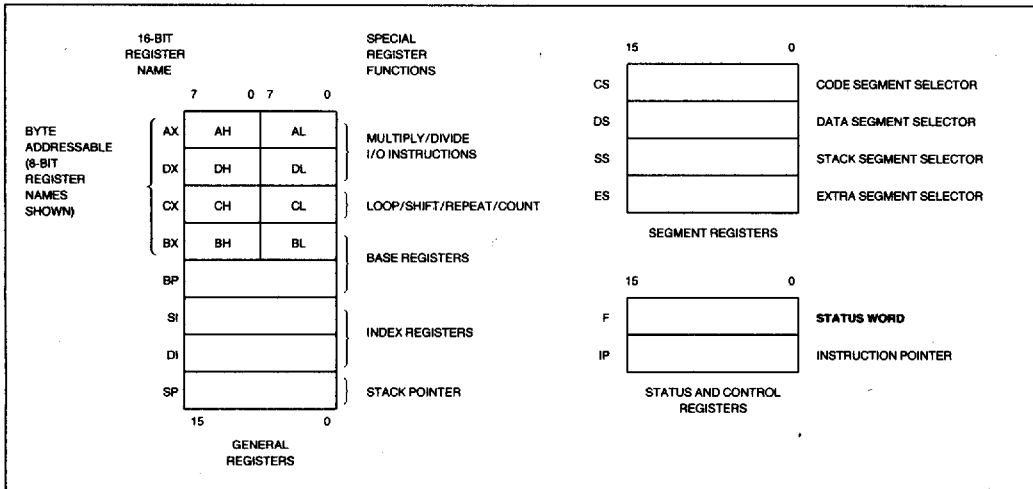 16-BIT
REGISTER
NAME
SPECIAL
REGISTER
FUNCTIONS
7 0 7 0
BYTE
ADDRESSABLE
(8-BIT
REGISTER
NAMES
SHOWN)
AX AH AL
DX DH DL
MULTIPLY/DIVIDE
I/O INSTRUCTIONS
CX CH CL LOOP/SHIFT/REPEAT/COUNT
BX BH BL
BP
BASE REGISTERS
SI
DI
INDEX REGISTERS
SP STACK POINTER
15 0
GENERAL
REGISTERS
15 0
CS CODE SEGMENT SELECTOR
DS DATA SEGMENT SELECTOR
SS STACK SEGMENT SELECTOR
ES EXTRA SEGMENT SELECTOR
SEGMENT REGISTERS
15 0
F STATUS WORD
IP INSTRUCTION POINTER
STATUS AND CONTROL
REGISTERS